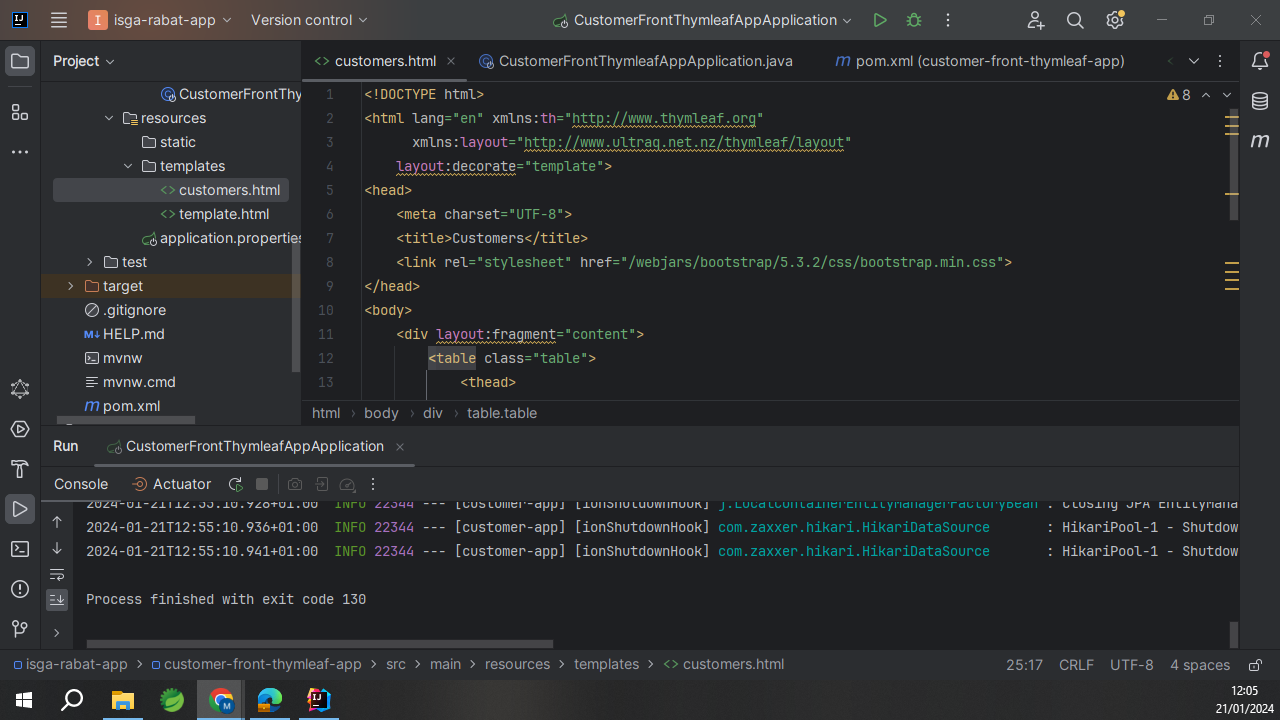 isga-rabat-app
Version control
CustomerFrontThymleafAppApplication
Project
customers.html
CustomerFrontThymleafAppApplication.java
pom.xml (customer-front-thymleaf-app)
CustomerFrontThy
resources
static
templates
customers.html
template.html
application.properties
test
target
.gitignore
HELP.md
mvnw
mvnw.cmd
pom.xml
8
1 <!DOCTYPE html>
2 <html lang="en" xmlns:th="http://www.thymleaf.org"
3 xmlns:layout="http://www.ultraq.net.nz/thymleaf/layout"
4 layout:decorate="template">
5 <head>
6 <meta charset="UTF-8">
7 <title>Customers</title>
8 <link rel="stylesheet" href="/webjars/bootstrap/5.3.2/css/bootstrap.min.css">
9 </head>
10 <body>
11 <div layout:fragment="content">
12 <table class="table">
13 <thead>
html > body > div > table.table
Run
CustomerFrontThymleafAppApplication
Console
Actuator
2024-01-21T12:55:10.928+01:00 INFO 22344 --- [customer-app] [ionShutdownHook] j.LocalContainerEntityManagerFactoryBean : Closing JPA EntityMana
2024-01-21T12:55:10.936+01:00 INFO 22344 --- [customer-app] [ionShutdownHook] com.zaxxer.hikari.HikariDataSource : HikariPool-1 - Shutdow
2024-01-21T12:55:10.941+01:00 INFO 22344 --- [customer-app] [ionShutdownHook] com.zaxxer.hikari.HikariDataSource : HikariPool-1 - Shutdow
Process finished with exit code 130
isga-rabat-app > customer-front-thymleaf-app > src > main > resources > templates > customers.html
25:17 CRLF UTF-8 4 spaces
12:05
21/01/2024